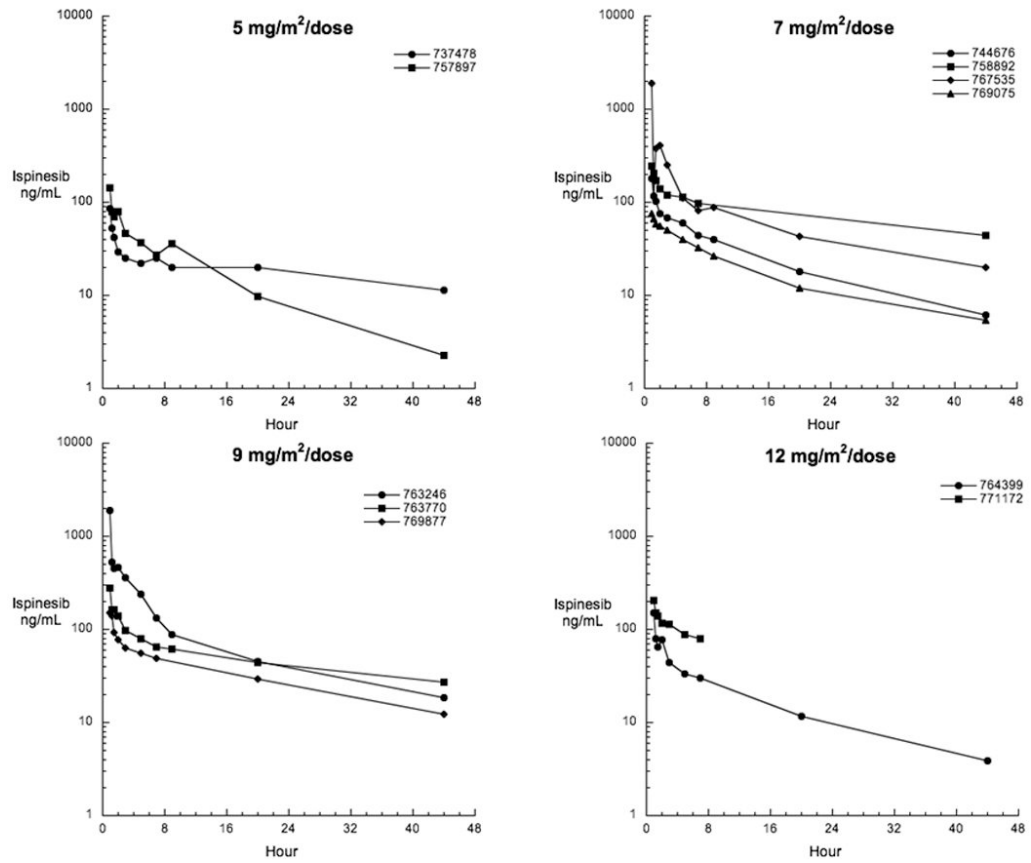 5 mg/m²/dose
737478
757897
10000
1000
100
10
1
Ispinesib
ng/mL
0 8 16 24 32 40 48
Hour
7 mg/m²/dose
744676
758892
767535
769075
10000
1000
100
10
1
Ispinesib
ng/mL
0 8 16 24 32 40 48
Hour
9 mg/m²/dose
763246
763770
769877
10000
1000
100
10
1
Ispinesib
ng/mL
0 8 16 24 32 40 48
Hour
12 mg/m²/dose
764399
771172
10000
1000
100
10
1
Ispinesib
ng/mL
0 8 16 24 32 40 48
Hour